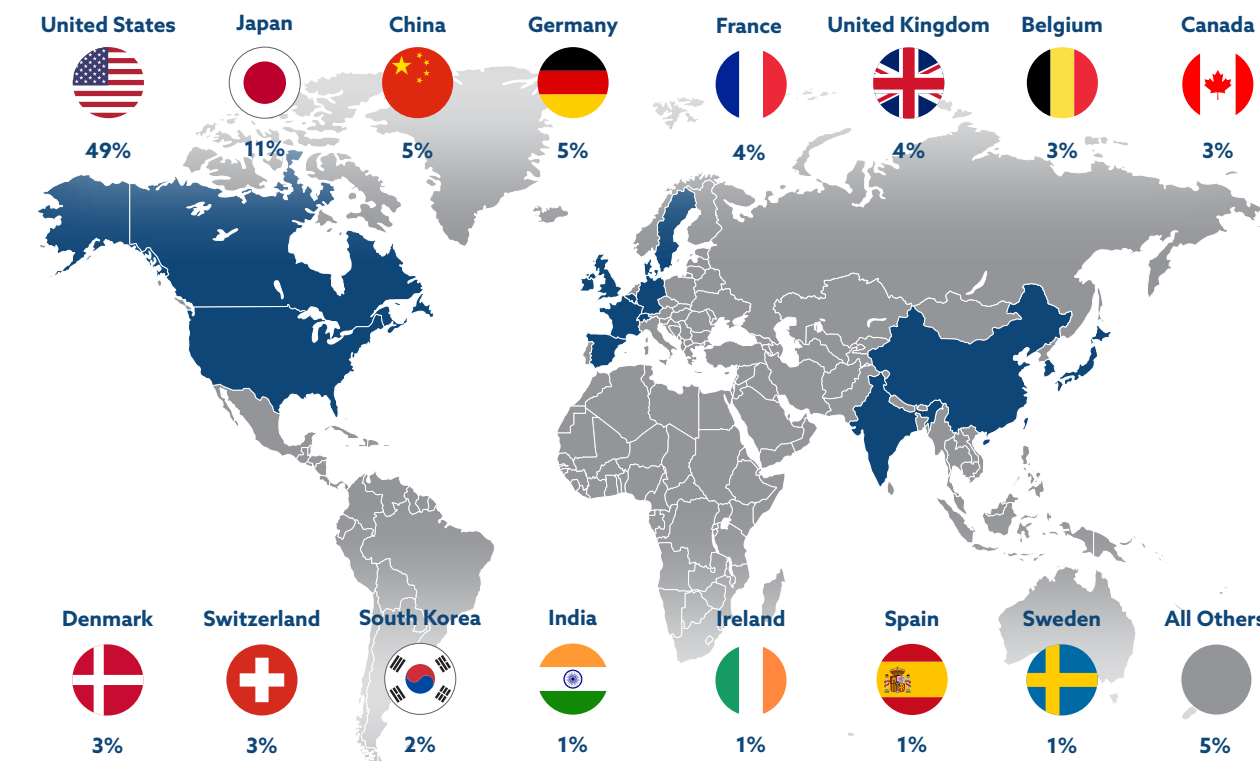 United States Japan China Germany France United Kingdom Belgium Canada
49% 11% 5% 5% 4% 4% 3% 3%
Denmark Switzerland South Korea India Ireland Spain Sweden All Others
3% 3% 2% 1% 1% 1% 1% 5%